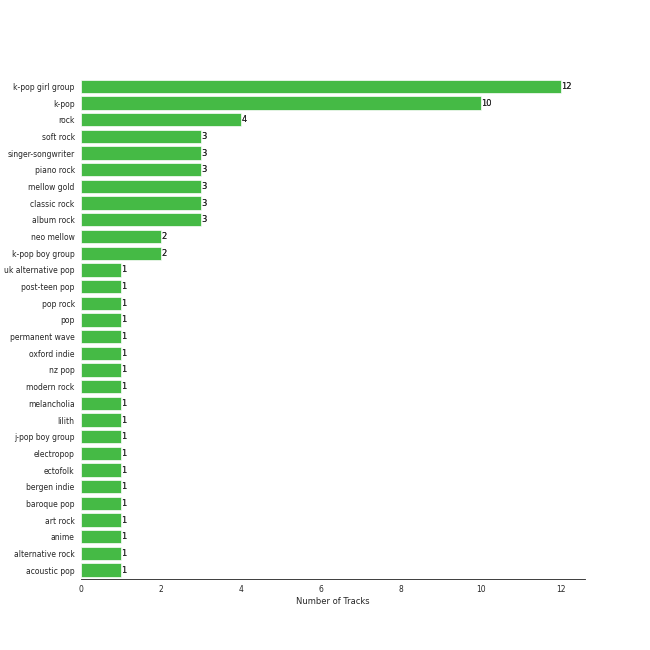 k-pop girl group 12
k-pop 10
rock 4
soft rock 3
singer-songwriter 3
piano rock 3
mellow gold 3
classic rock 3
album rock 3
neo mellow 2
k-pop boy group 2
uk alternative pop 1
post-teen pop 1
pop rock 1
pop 1
permanent wave 1
oxford indie 1
nz pop 1
modern rock 1
melancholia 1
lilith 1
j-pop boy group 1
electropop 1
ectofolk 1
bergen indie 1
baroque pop 1
art rock 1
anime 1
alternative rock 1
acoustic pop 1
0 2 4 6 8 10 12
Number of Tracks